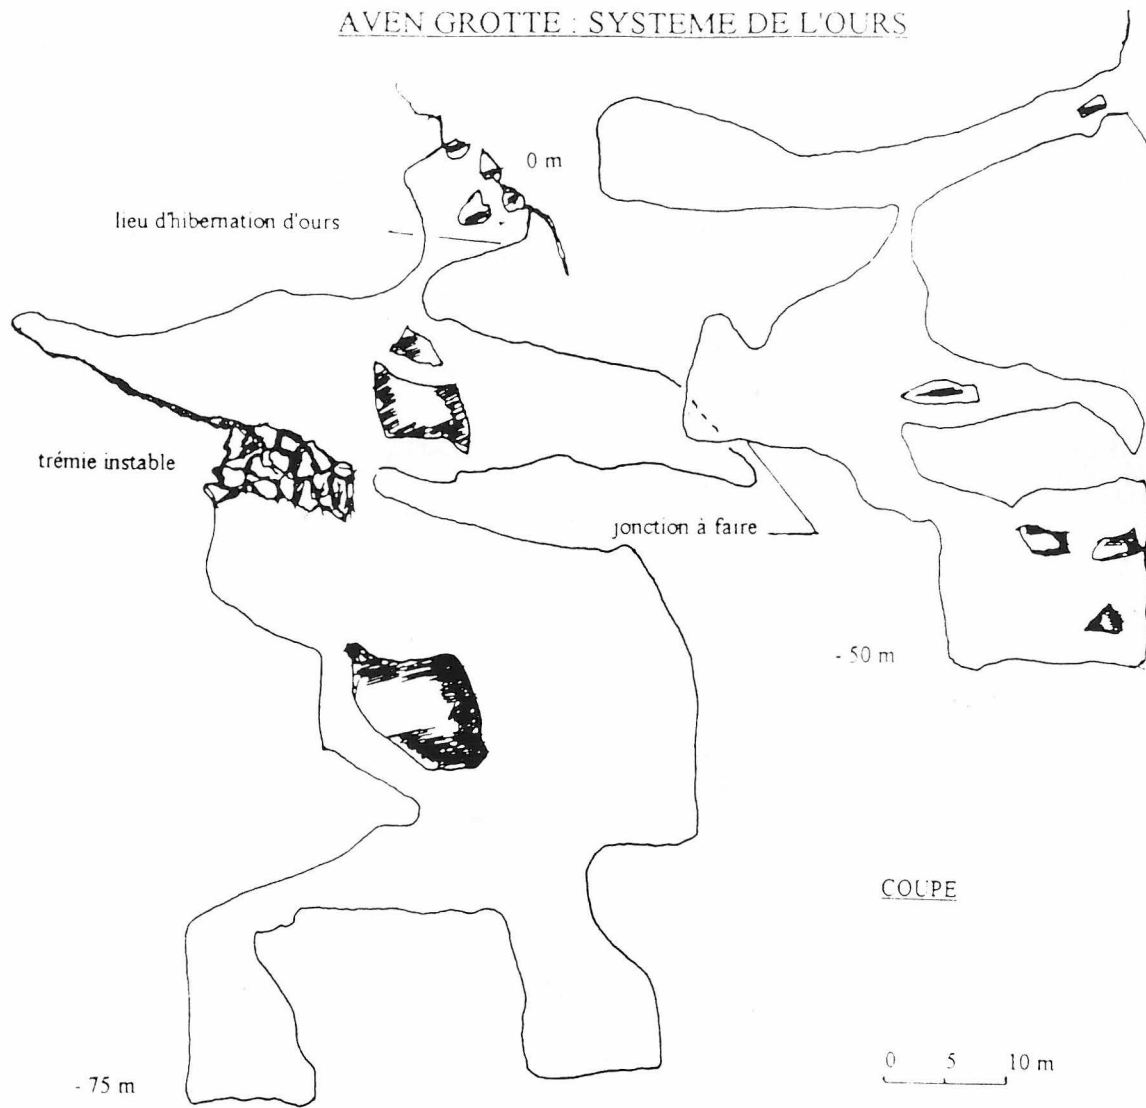 AVEN GROTTE : SYSTEME DE L'OURS
0 m
lieu d'hibernation d'ours
trémie instable
jonction à faire
- 50 m
COUPE
0 5 10 m
- 75 m